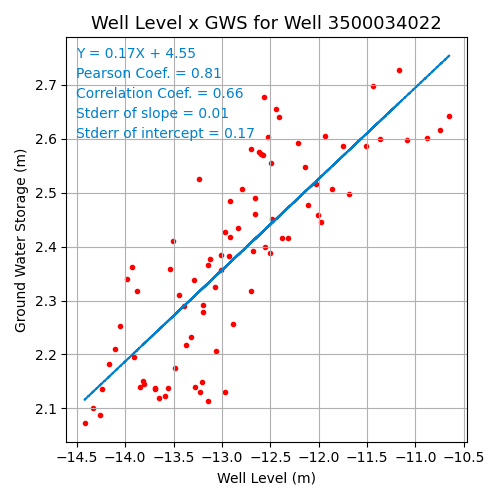 Well Level x GWS for Well 3500034022
Y = 0.17X + 4.55
Pearson Coef. = 0.81
Correlation Coef. = 0.66
Stderr of slope = 0.01
Stderr of intercept = 0.17
Ground Water Storage (m)
2.7
2.6
2.5
2.4
2.3
2.2
2.1
−14.5 −14.0 −13.5 −13.0 −12.5 −12.0 −11.5 −11.0 −10.5
Well Level (m)